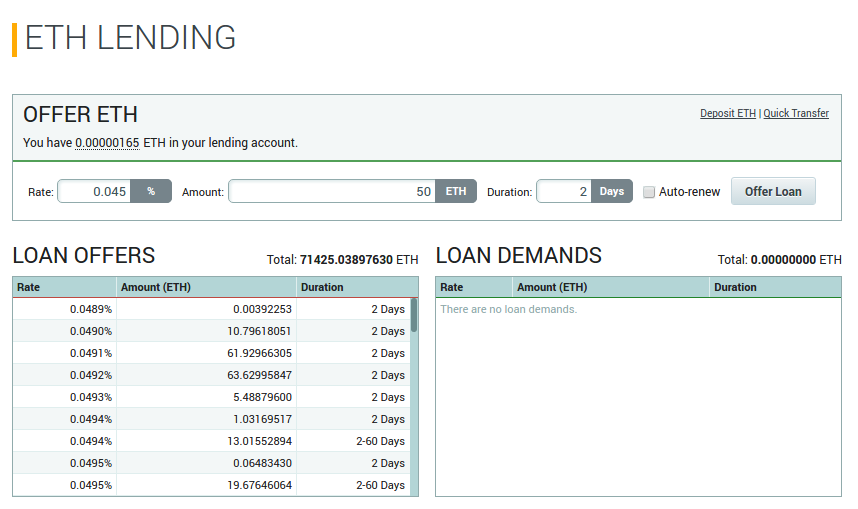 ETH LENDING
OFFER ETH
Deposit ETH | Quick Transfer
You have 0.00000165 ETH in your lending account.
Rate: 0.045 % Amount: 50 ETH Duration: 2 Days Auto-renew Offer Loan
LOAN OFFERS Total: 71425.03897630 ETH
Rate Amount (ETH) Duration
0.0489% 0.00392253 2 Days
0.0490% 10.79618051 2 Days
0.0491% 61.92966305 2 Days
0.0492% 63.62995847 2 Days
0.0493% 5.48879600 2 Days
0.0494% 1.03169517 2 Days
0.0494% 13.01552894 2-60 Days
0.0495% 0.06483430 2 Days
0.0495% 19.67646064 2-60 Days
LOAN DEMANDS Total: 0.00000000 ETH
Rate Amount (ETH) Duration
There are no loan demands.